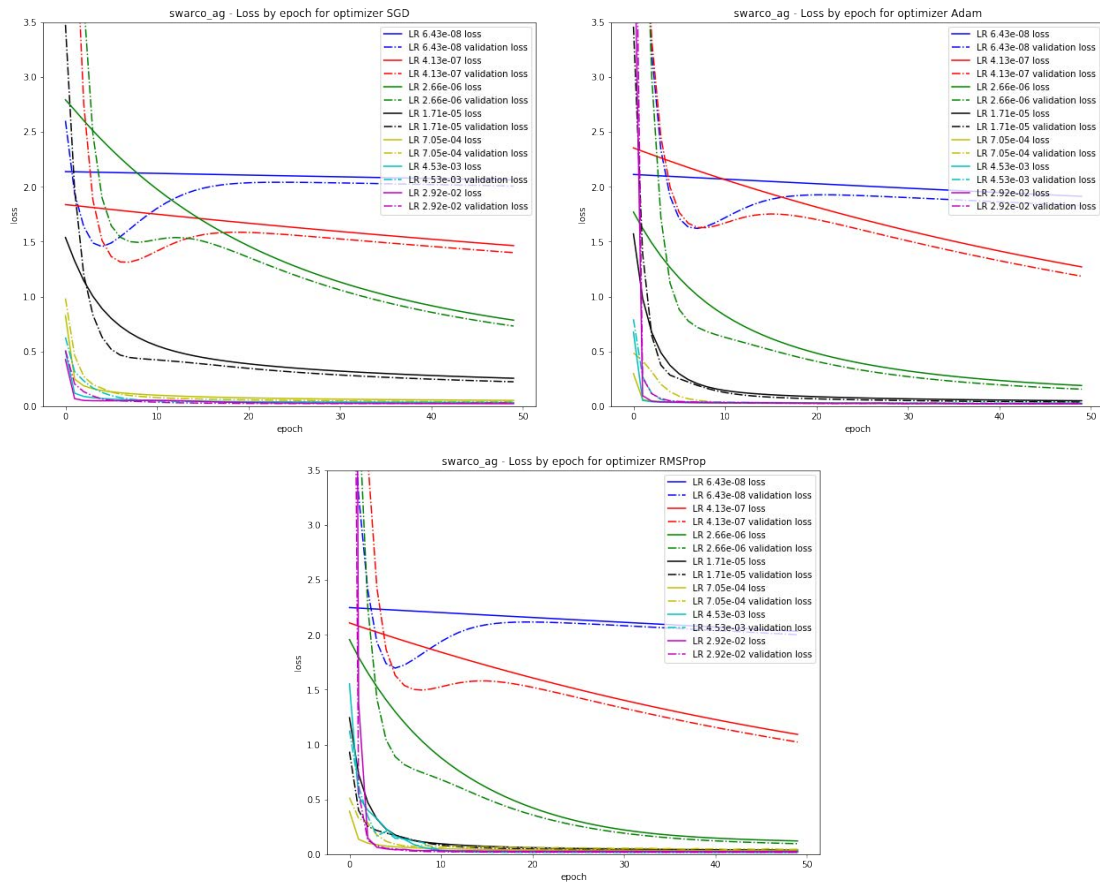 swarco_ag - Loss by epoch for optimizer SGD
3.5
3.0
2.5
2.0
1.5
1.0
0.5
0.0
loss
0
10
20
30
40
50
epoch
LR 6.43e-08 loss
LR 6.43e-08 validation loss
LR 4.13e-07 loss
LR 4.13e-07 validation loss
LR 2.66e-06 loss
LR 2.66e-06 validation loss
LR 1.71e-05 loss
LR 1.71e-05 validation loss
LR 7.05e-04 loss
LR 7.05e-04 validation loss
LR 4.53e-03 loss
LR 4.53e-03 validation loss
LR 2.92e-02 loss
LR 2.92e-02 validation loss
swarco_ag - Loss by epoch for optimizer Adam
3.5
3.0
2.5
2.0
1.5
1.0
0.5
0.0
loss
0
10
20
30
40
50
epoch
LR 6.43e-08 loss
LR 6.43e-08 validation loss
LR 4.13e-07 loss
LR 4.13e-07 validation loss
LR 2.66e-06 loss
LR 2.66e-06 validation loss
LR 1.71e-05 loss
LR 1.71e-05 validation loss
LR 7.05e-04 loss
LR 7.05e-04 validation loss
LR 4.53e-03 loss
LR 4.53e-03 validation loss
LR 2.92e-02 loss
LR 2.92e-02 validation loss
swarco_ag - Loss by epoch for optimizer RMSProp
3.5
3.0
2.5
2.0
1.5
1.0
0.5
0.0
loss
0
10
20
30
40
50
epoch
LR 6.43e-08 loss
LR 6.43e-08 validation loss
LR 4.13e-07 loss
LR 4.13e-07 validation loss
LR 2.66e-06 loss
LR 2.66e-06 validation loss
LR 1.71e-05 loss
LR 1.71e-05 validation loss
LR 7.05e-04 loss
LR 7.05e-04 validation loss
LR 4.53e-03 loss
LR 4.53e-03 validation loss
LR 2.92e-02 loss
LR 2.92e-02 validation loss